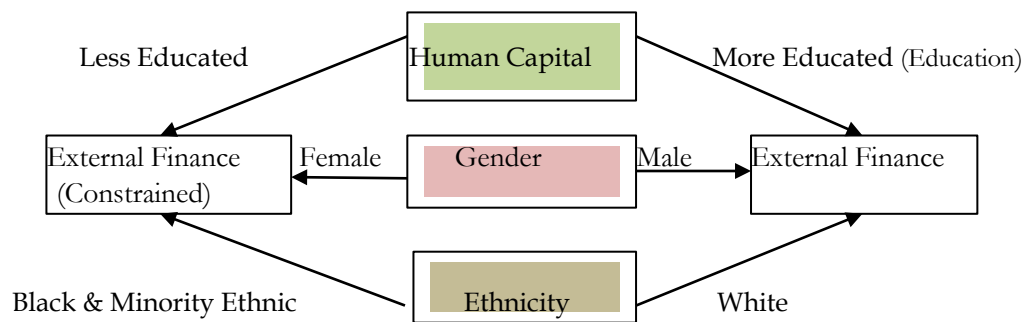 Less Educated
Human Capital
More Educated (Education)
External Finance
(Constrained)
Female
Gender
Male
External Finance
Black & Minority Ethnic
Ethnicity
White